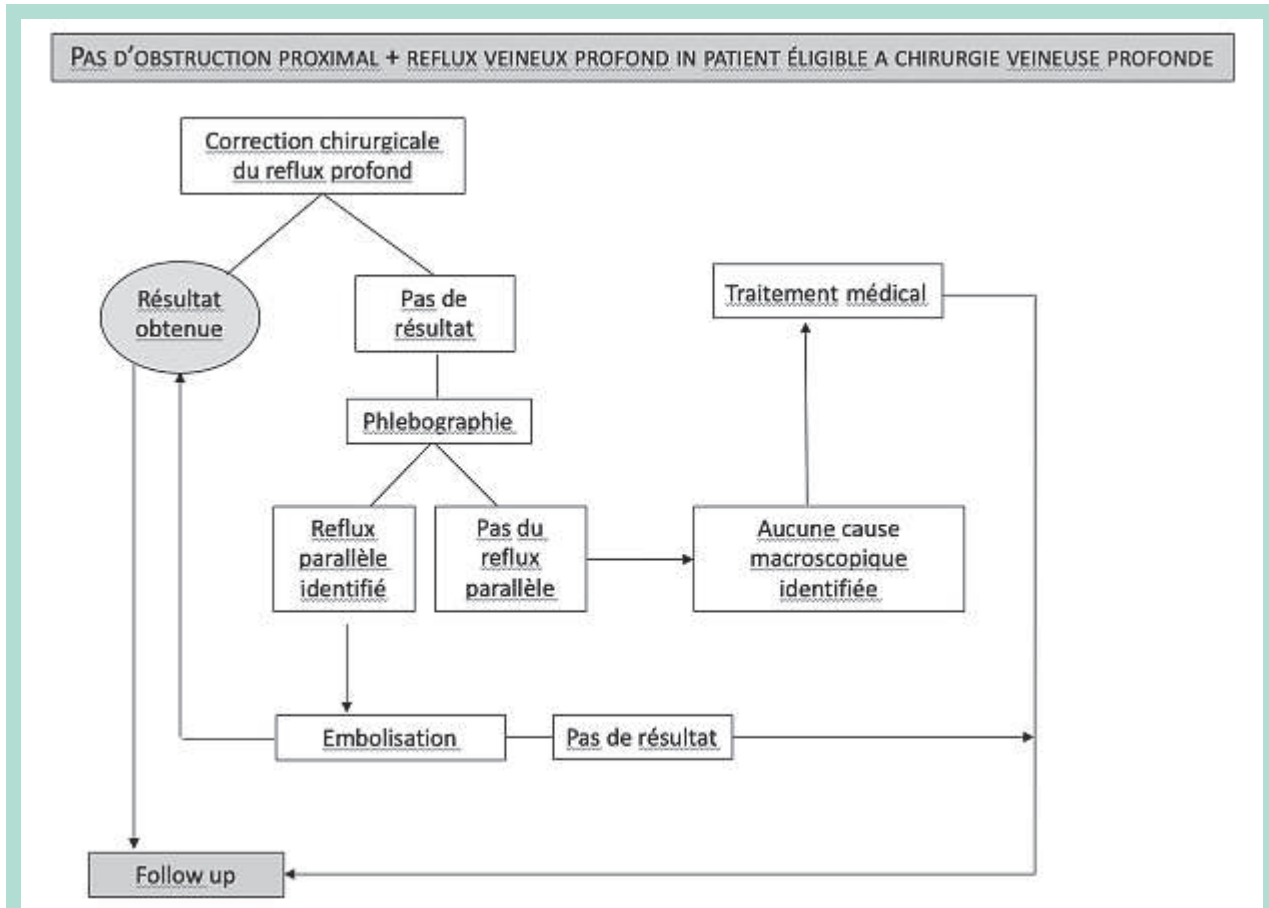 PAS D'OBSTRUCTION PROXIMAL + REFLUX VEINEUX PROFOND IN PATIENT ÉLIGIBLE A CHIRURGIE VEINEUSE PROFONDE
Correction chirurgicale
du reflux profond
Résultat
obtenue
Pas de
résultat
Traitement médical
Phlebographie
Reflux
parallèle
identifié
Pas du
reflux
parallèle
Aucune cause
macroscopique
identifiée
Embolisation
Pas de résultat
Follow up